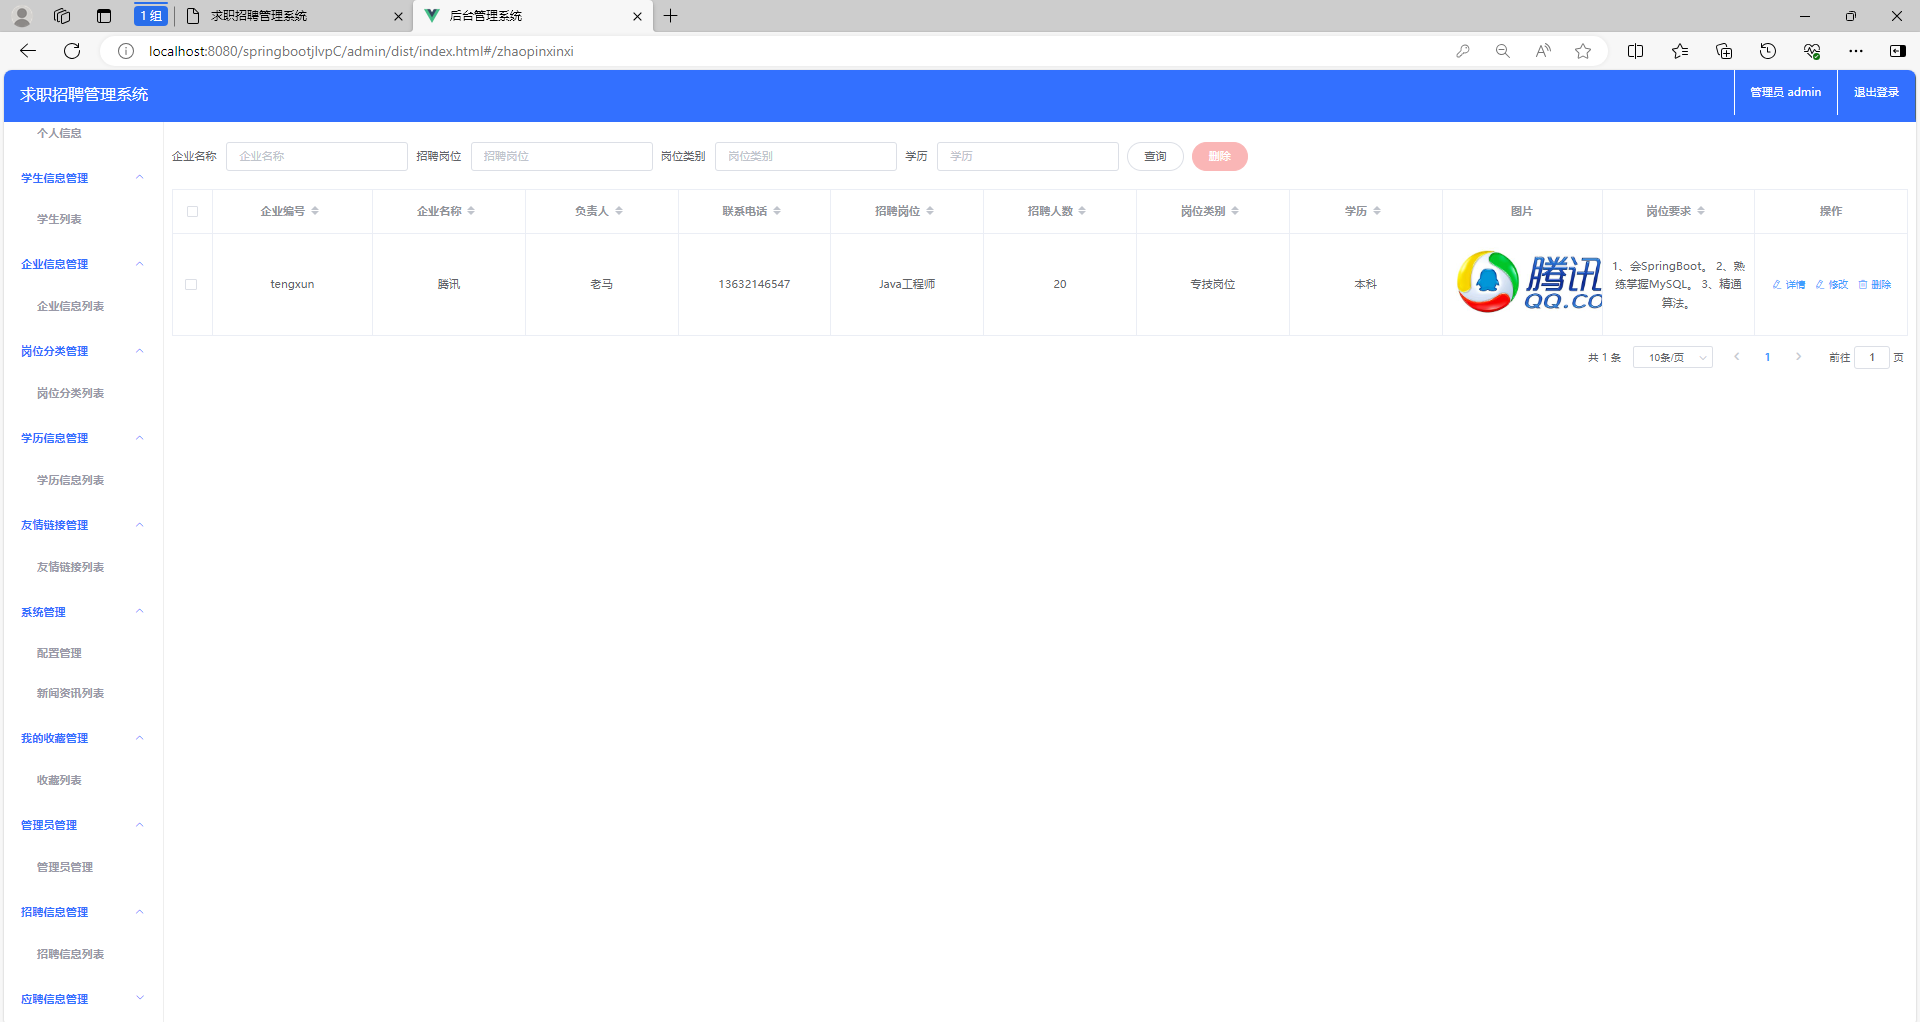 1 组
求职招聘管理系统
后台管理系统
localhost:8080/springbootjlvpC/admin/dist/index.html#/zhaopinxinxi
求职招聘管理系统
管理员 admin
退出登录
个人信息
学生信息管理
学生列表
企业信息管理
企业信息列表
岗位分类管理
岗位分类列表
学历信息管理
学历信息列表
友情链接管理
友情链接列表
系统管理
配置管理
新闻资讯列表
我的收藏管理
收藏列表
管理员管理
管理员管理
招聘信息管理
招聘信息列表
应聘信息管理
企业名称 企业名称 招聘岗位 招聘岗位 岗位类别 岗位类别 学历 学历 查询 删除
企业编号 企业名称 负责人 联系电话 招聘岗位 招聘人数 岗位类别 学历 图片 岗位要求 操作
tengxun 腾讯 老马 13632146547 Java工程师 20 专技岗位 本科
腾讯
QQ.CO
1、会SpringBoot。 2、熟
练掌握MySQL。 3、精通
算法。
详情 修改 删除
共 1 条 10条/页 1 前往 1 页